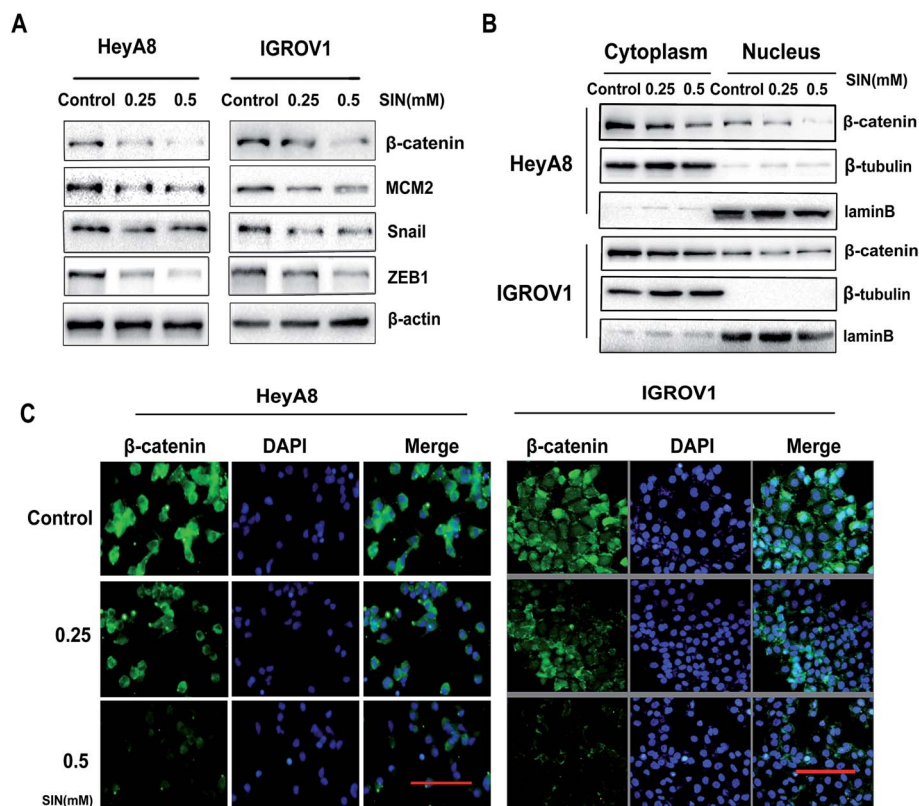 A
HeyA8
IGROV1
Control 0.25 0.5
Control 0.25 0.5
SIN(mM)
β-catenin
MCM2
Snail
ZEB1
β-actin
B
Cytoplasm
Nucleus
Control 0.25 0.5
Control 0.25 0.5
SIN(mM)
HeyA8
β-catenin
β-tubulin
laminB
IGROV1
β-catenin
β-tubulin
laminB
C
HeyA8
IGROV1
β-catenin
DAPI
Merge
β-catenin
DAPI
Merge
Control
0.25
0.5
SIN(mM)